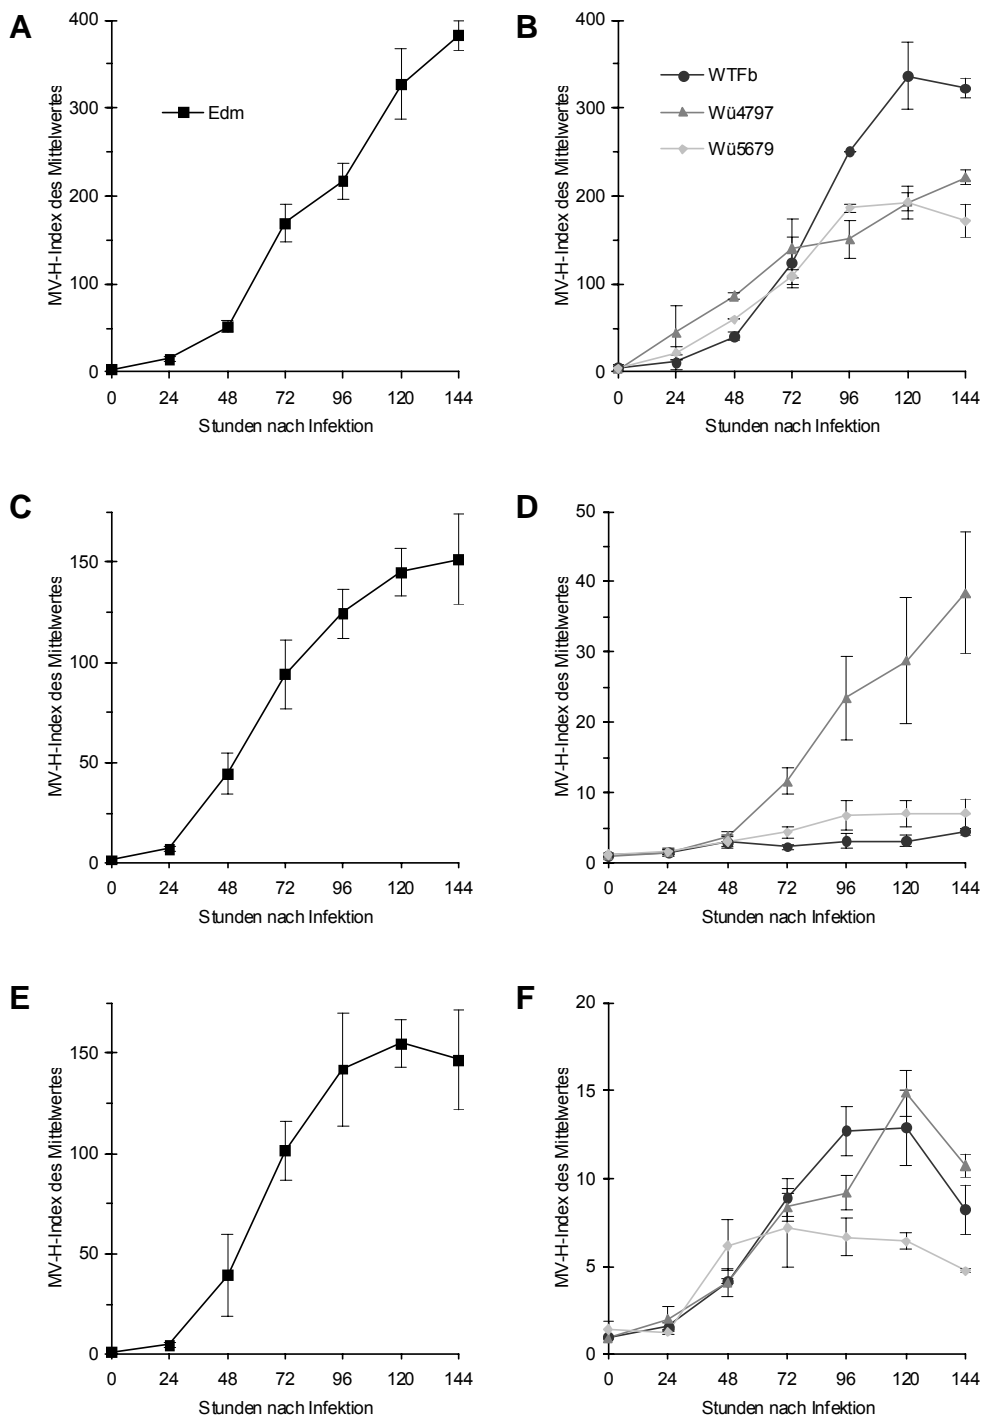 A
MV-H-Index des Mittelwertes
400
300
200
100
0
Edm
0 24 48 72 96 120 144
Stunden nach Infektion
B
MV-H-Index des Mittelwertes
400
300
200
100
0
WTFb
Wü4797
Wü5679
0 24 48 72 96 120 144
Stunden nach Infektion
C
MV-H-Index des Mittelwertes
150
100
50
0
0 24 48 72 96 120 144
Stunden nach Infektion
D
MV-H-Index des Mittelwertes
50
40
30
20
10
0
0 24 48 72 96 120 144
Stunden nach Infektion
E
MV-H-Index des Mittelwertes
150
100
50
0
0 24 48 72 96 120 144
Stunden nach Infektion
F
MV-H-Index des Mittelwertes
20
15
10
5
0
0 24 48 72 96 120 144
Stunden nach Infektion